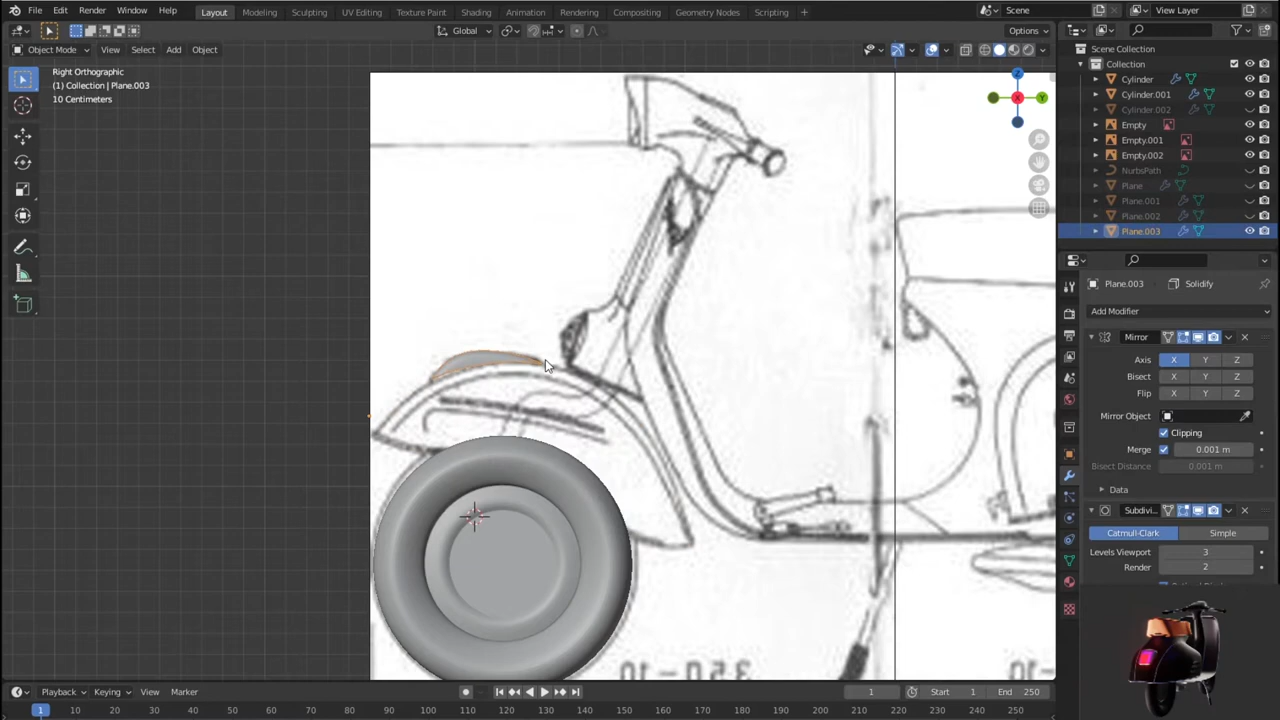 File Edit Render Window Help Layout Modeling Sculpting UV Editing Texture Paint Shading Animation Rendering Compositing Geometry Nodes Scripting + Scene View Layer
Global Options
Object Mode View Select Add Object
Right Orthographic
(1) Collection | Plane.003
10 Centimeters
Z
X
Y
Scene Collection
Collection
Cylinder
Cylinder.001
Cylinder.002
Empty
Empty.001
Empty.002
NurbsPath
Plane
Plane.001
Plane.002
Plane.003
Plane.003 Solidify
Add Modifier
Mirror
Axis X Y Z
Bisect X Y Z
Flip X Y Z
Mirror Object
Clipping
Merge 0.001 m
Bisect Distance 0.001 m
Data
Subdivi...
Catmull-Clark Simple
Levels Viewport 3
Render 2
3.50-10
Playback Keying View Marker 1 Start 1 End 250
1 10 20 30 40 50 60 70 80 90 100 110 120 130 140 150 160 170 180 190 200 210 220 230 240 250